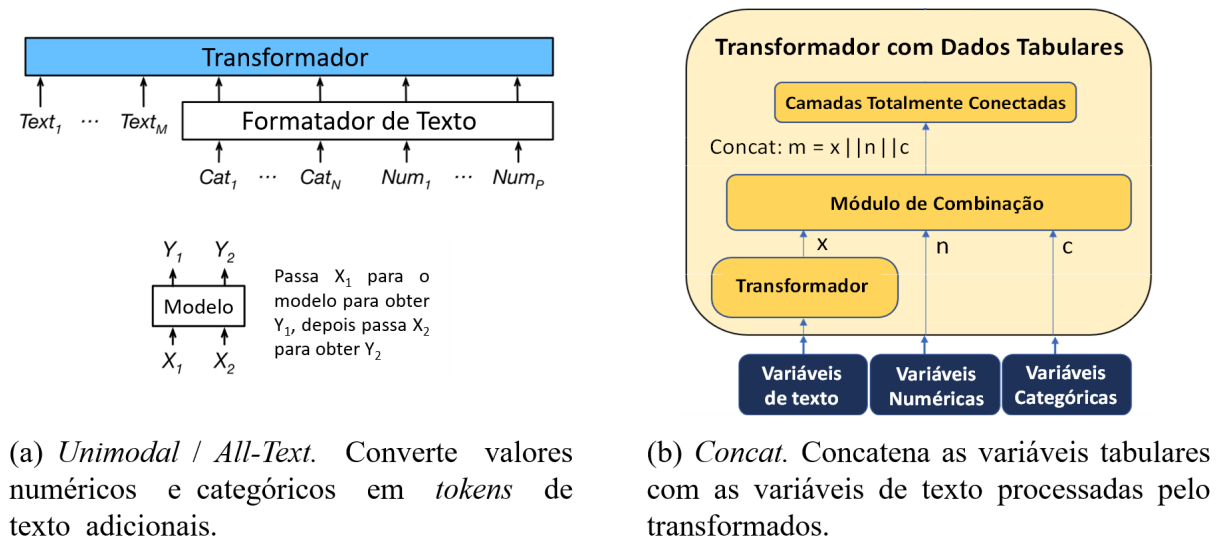 Transformador
Text1 ... TextM
Formatador de Texto
Cat1 ... CatN Num1 ... NumP
Y1 Y2
Modelo
X1 X2
Passa X1 para o
modelo para obter
Y1, depois passa X2
para obter Y2
(a) Unimodal / All-Text. Converte valores
numéricos e categóricos em tokens de
texto adicionais.
Transformador com Dados Tabulares
Camadas Totalmente Conectadas
Concat: m = x||n||c
Módulo de Combinação
x n c
Transformador
Variáveis
de texto
Variáveis
Numéricas
Variáveis
Categóricas
(b) Concat. Concatena as variáveis tabulares
com as variáveis de texto processadas pelo
transformados.